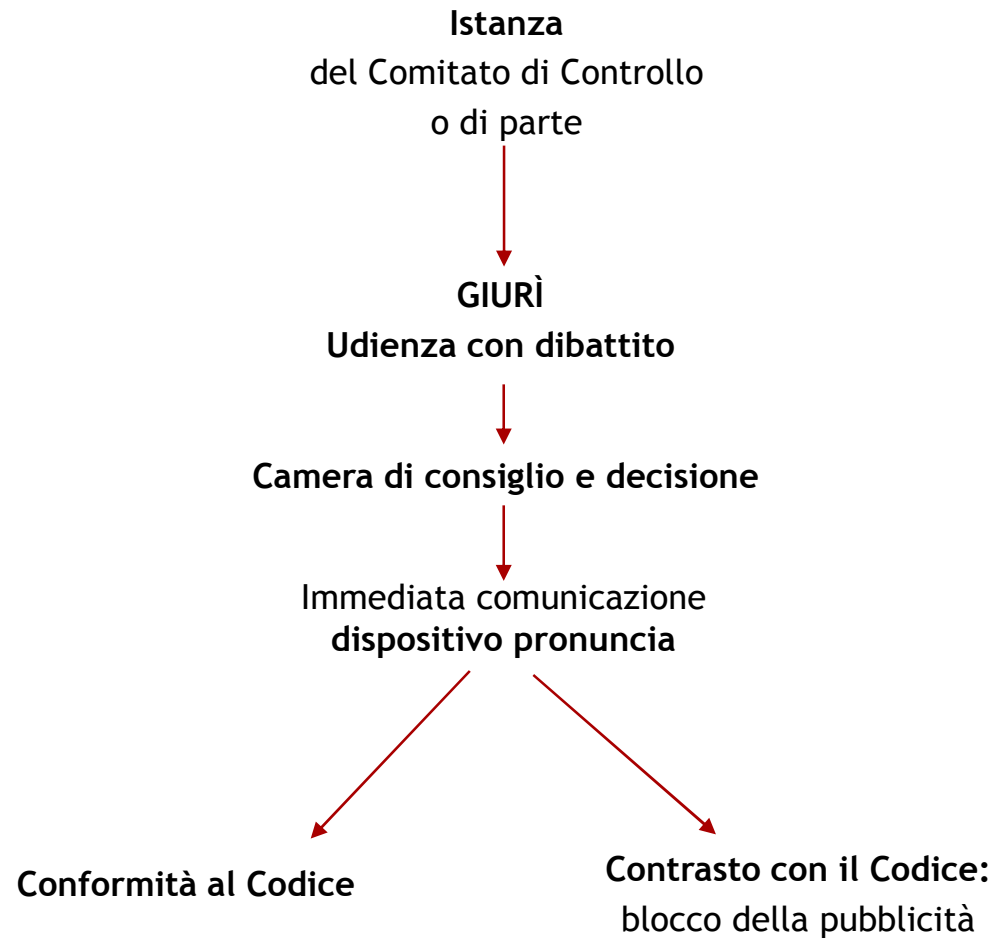 Istanza
del Comitato di Controllo
o di parte
GIURÌ
Udienza con dibattito
Camera di consiglio e decisione
Immediata comunicazione
dispositivo pronuncia
Conformità al Codice
Contrasto con il Codice:
blocco della pubblicità